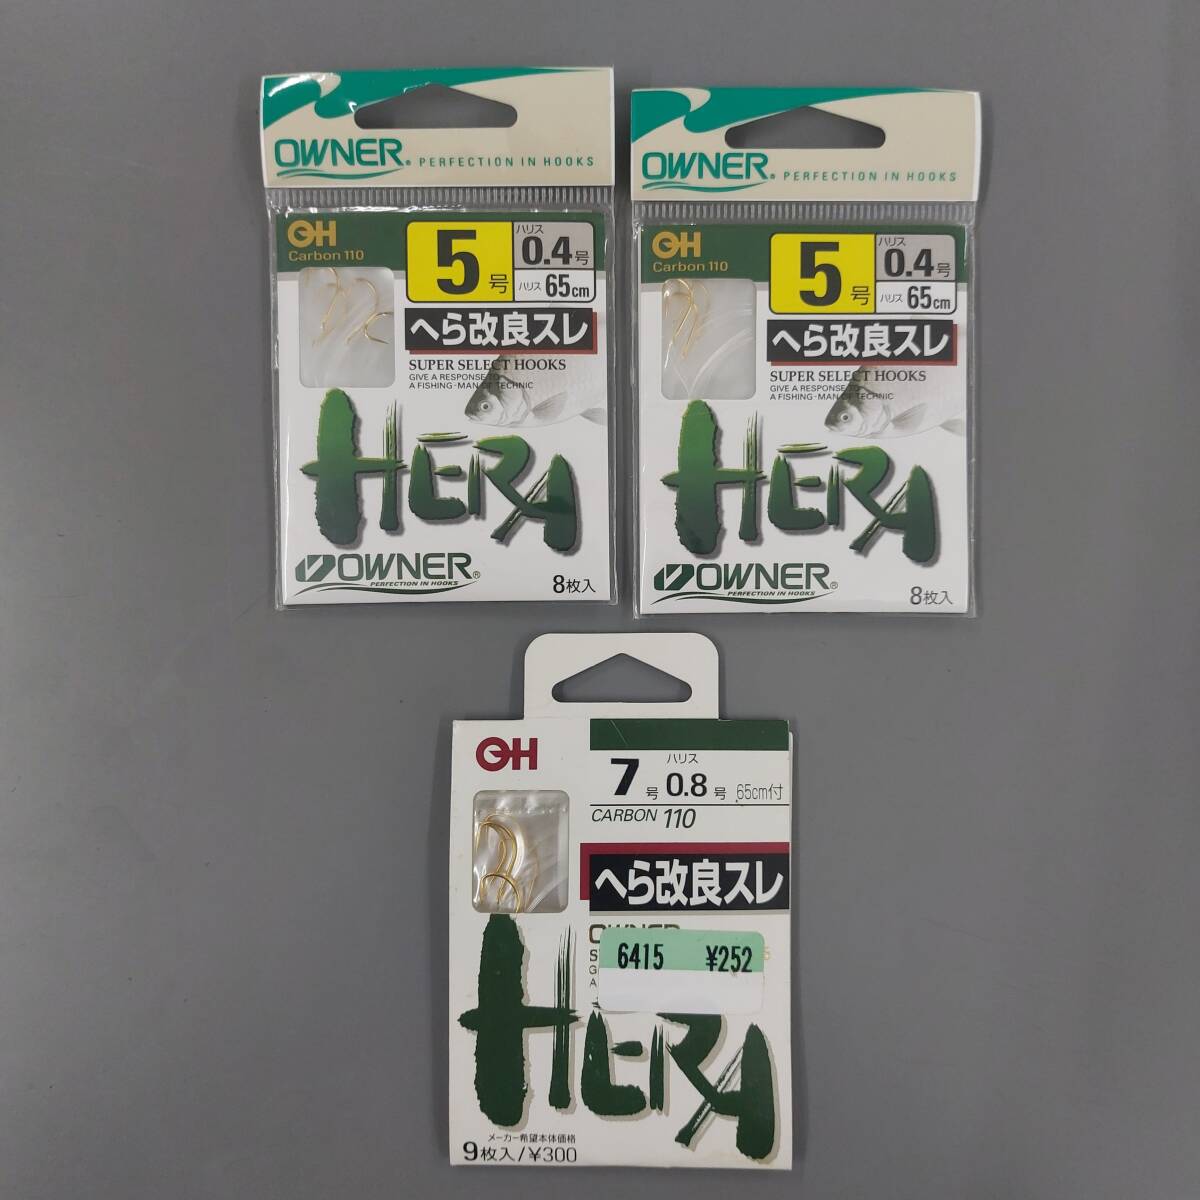 OWNER® PERFECTION IN HOOKS
OH
Carbon 110
5号
ハリス
0.4号
ハリス 65cm
へら改良スレ
SUPER SELECT HOOKS
GIVE A RESPONSE TO
A FISHING-MAN OF TECHNIC
HERA
OWNER®
PERFECTION IN HOOKS
8枚入
OWNER® PERFECTION IN HOOKS
OH
Carbon 110
5号
ハリス
0.4号
ハリス 65cm
へら改良スレ
SUPER SELECT HOOKS
GIVE A RESPONSE TO
A FISHING-MAN OF TECHNIC
HERA
OWNER®
PERFECTION IN HOOKS
8枚入
OH
7号 ハリス 0.8号 65cm付
CARBON 110
へら改良スレ
OWNER
6415 ¥252
HERA
メーカー希望本体価格
9枚入/¥300